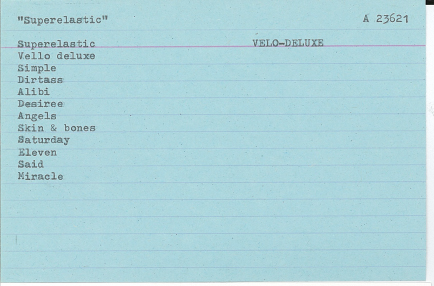 "Superelastic" A 23621
Superelastic VELO-DELUXE
Vello deluxe
Simple
Dirtass
Alibi
Desiree
Angels
Skin & bones
Saturday
Eleven
Said
Miracle